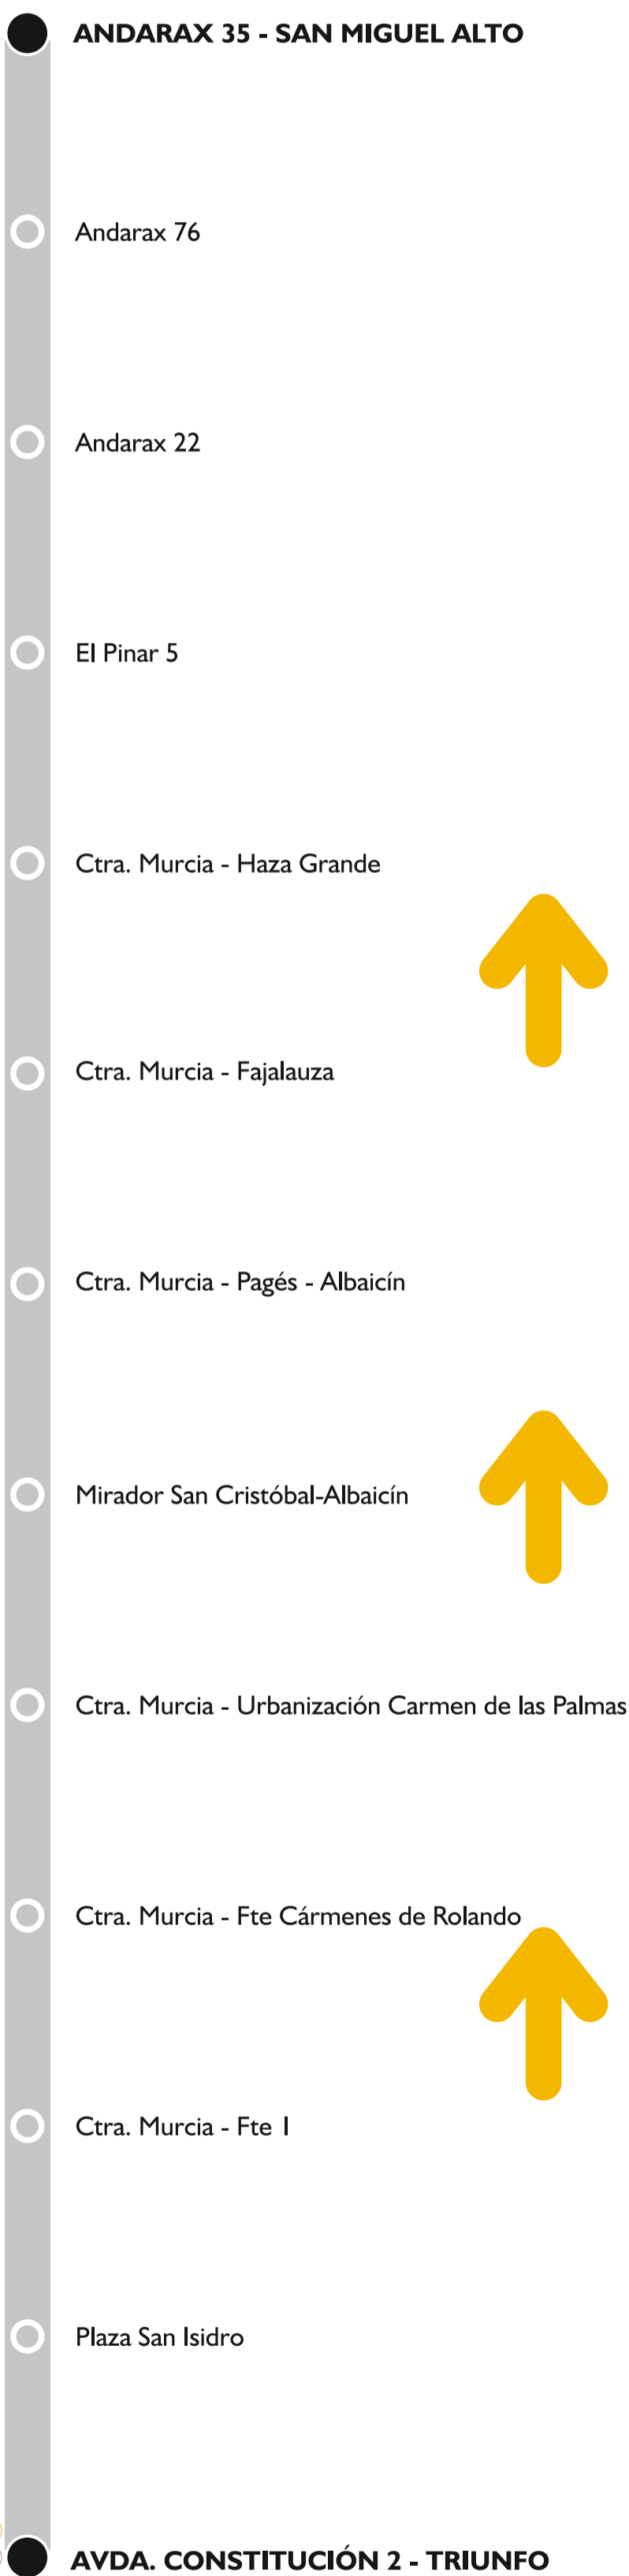 ANDARAX 35 - SAN MIGUEL ALTO
Andarax 76
Andarax 22
El Pinar 5
Ctra. Murcia - Haza Grande
Ctra. Murcia - Fajalauza
Ctra. Murcia - Pagés - Albaicín
Mirador San Cristóbal-Albaicín
Ctra. Murcia - Urbanización Carmen de las Palmas
Ctra. Murcia - Fte Cármenes de Rolando
Ctra. Murcia - Fte 1
Plaza San Isidro
AVDA. CONSTITUCIÓN 2 - TRIUNFO